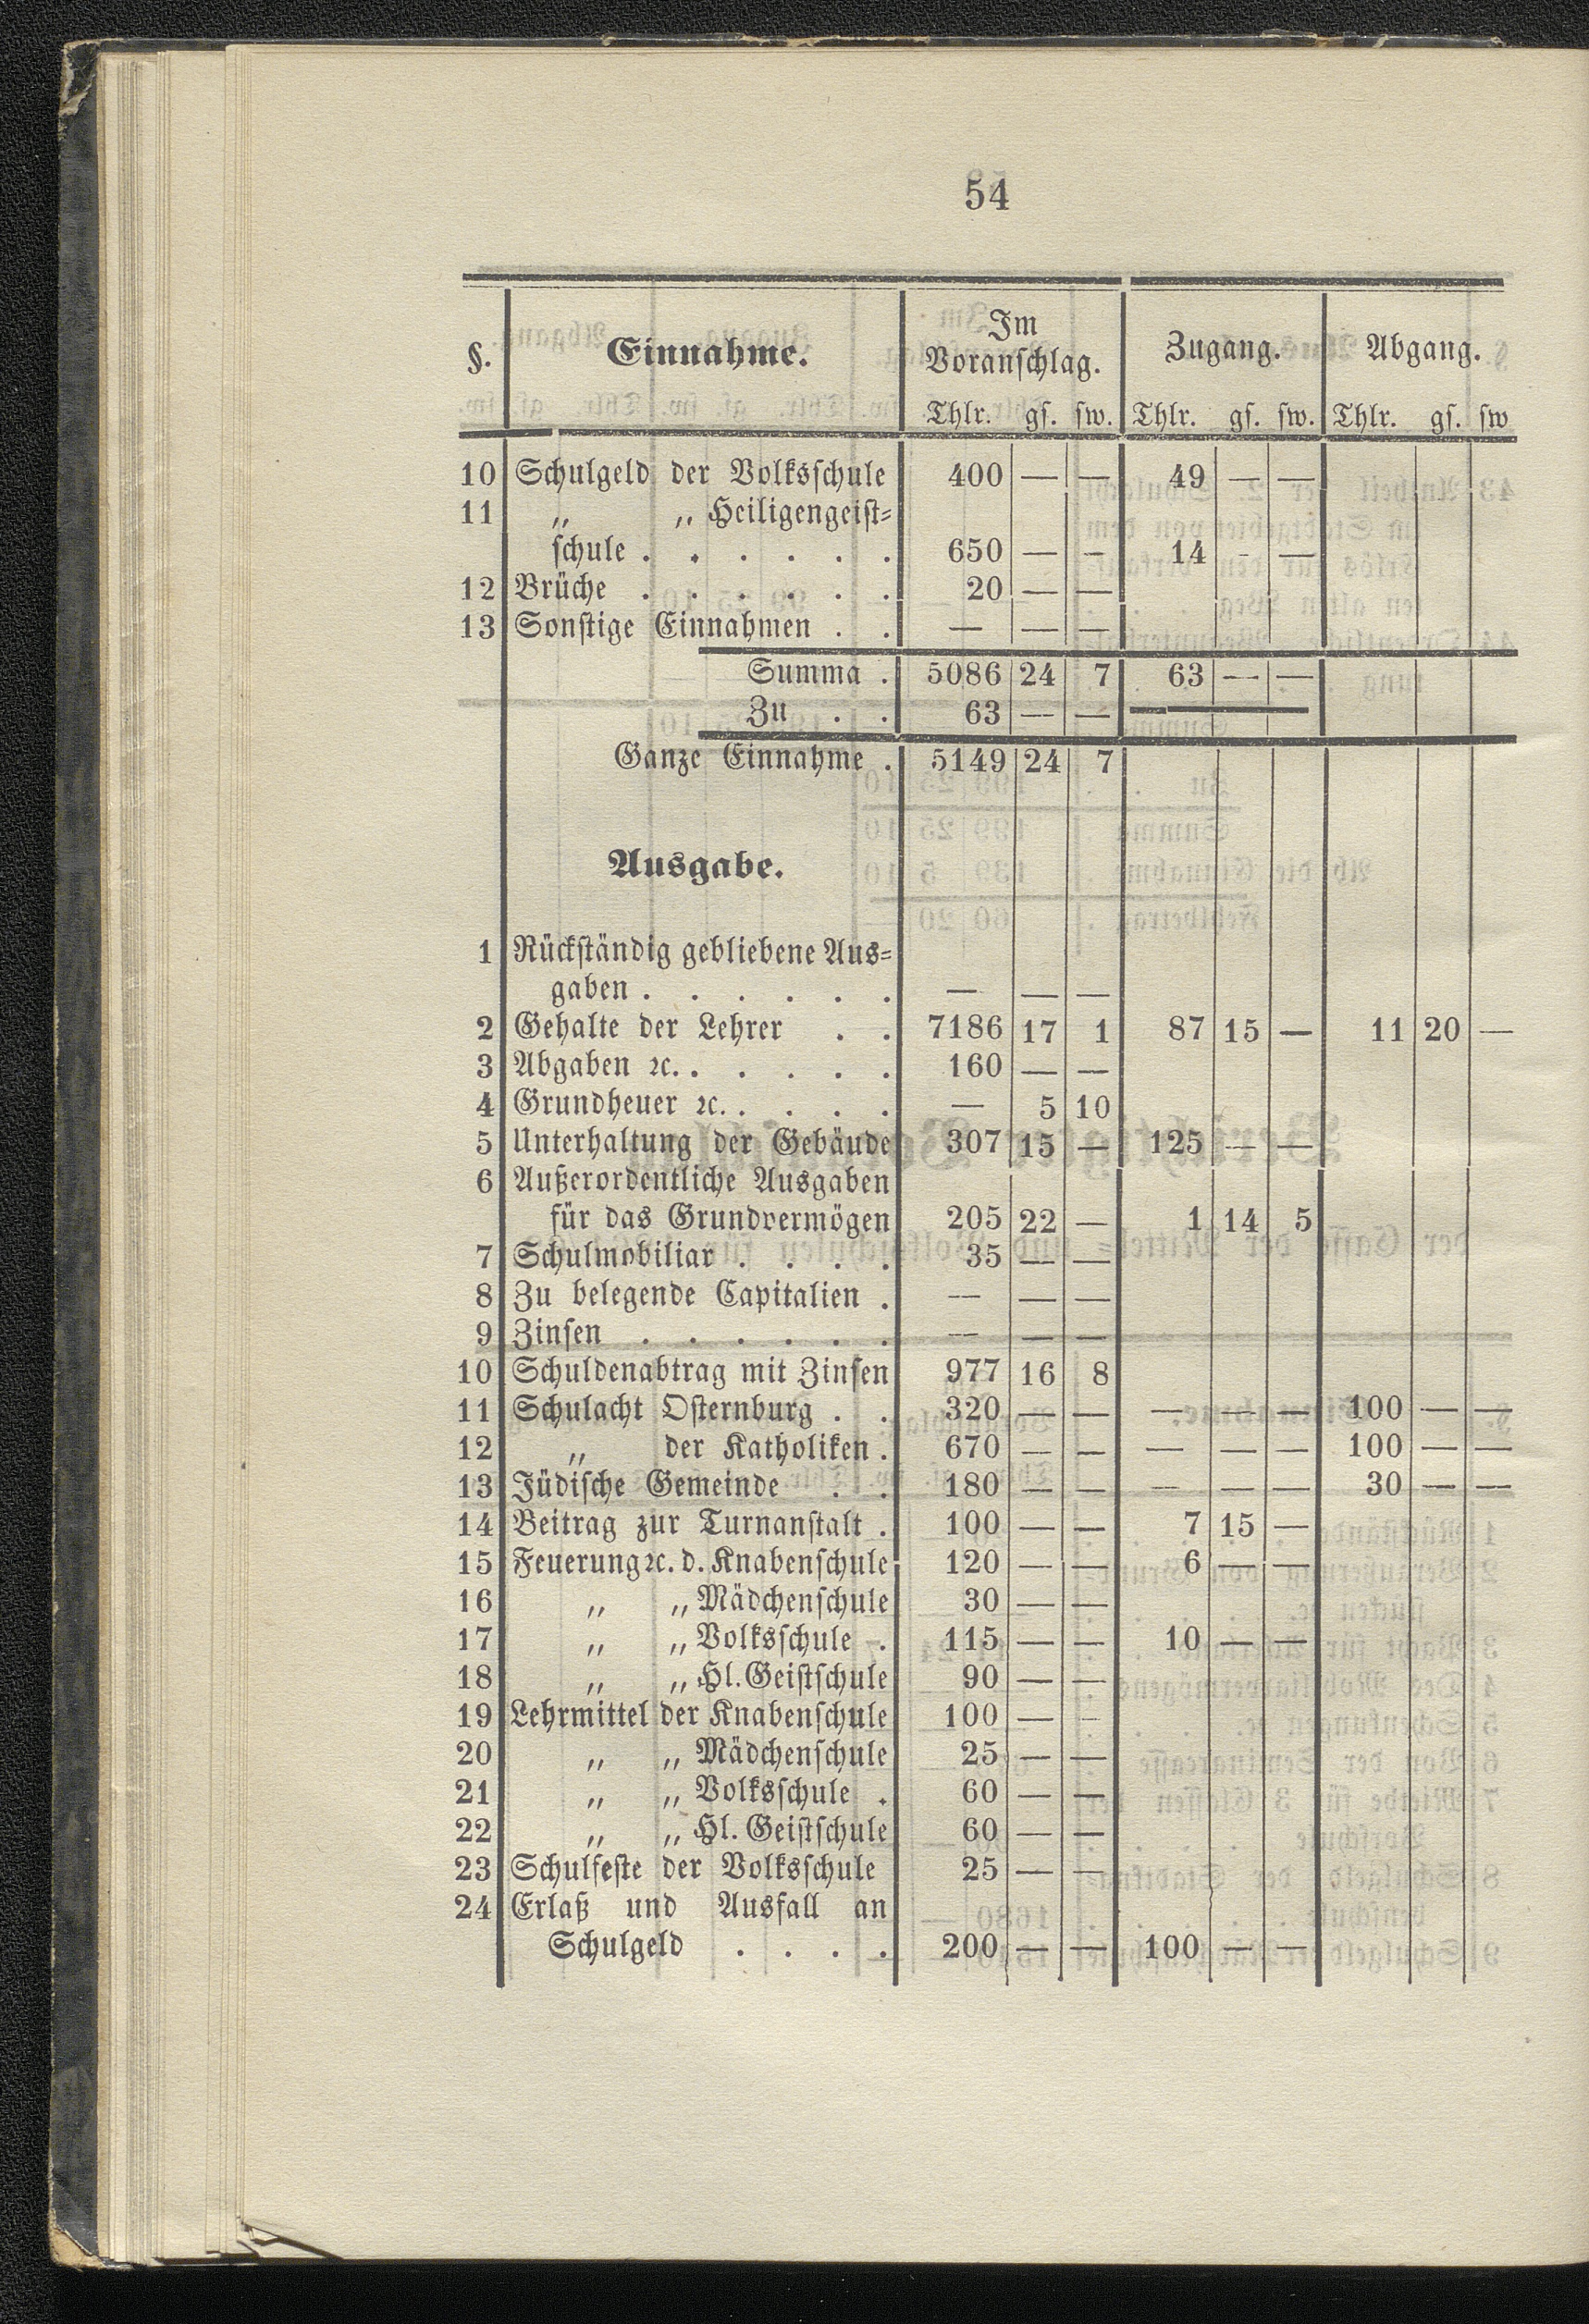 54
§. Einnahme. Im Voranschlag. Zugang. Abgang.
Thlr. gs. sw. Thlr. gs. sw. Thlr. gs. sw
10 Schulgeld der Volksschule 400 — — 49 — —
11 „ „ Heiligengeist-
schule . . . . . . 650 — – 14 – —
12 Brüche . . . . . . 20 — —
13 Sonstige Einnahmen . . — — —
Summa . 5086 24 7 63 — —
Zu . . 63 — —
Ganze Einnahme . 5149 24 7
Ausgabe.
1 Rückständig gebliebene Aus-
gaben . . . . . . — — —
2 Gehalte der Lehrer . . 7186 17 1 87 15 — 11 20 —
3 Abgaben ꝛc. . . . . . 160 — —
4 Grundheuer ꝛc. . . . . — 5 10
5 Unterhaltung der Gebäude 307 15 — 125 — —
6 Außerordentliche Ausgaben
für das Grundvermögen 205 22 — 1 14 5
7 Schulmobiliar . . . . 35 — —
8 Zu belegende Capitalien . — — —
9 Zinsen . . . . . . — — —
10 Schuldenabtrag mit Zinsen 977 16 8
11 Schulacht Osternburg . . 320 — — — — — 100 — —
12 „ der Katholiken . 670 — — — — — 100 — —
13 Jüdische Gemeinde . . 180 — — — — — 30 — —
14 Beitrag zur Turnanstalt . 100 — — 7 15 —
15 Feuerung ꝛc. d. Knabenschule 120 — — 6 — —
16 „ „ Mädchenschule 30 — —
17 „ „ Volksschule . 115 — — 10 — —
18 „ „ Hl. Geistschule 90 — —
19 Lehrmittel der Knabenschule 100 — —
20 „ „ Mädchenschule 25 — —
21 „ „ Volksschule . 60 — —
22 „ „ Hl. Geistschule 60 — —
23 Schulfeste der Volksschule 25 — —
24 Erlaß und Ausfall an
Schulgeld . . . . 200 — — 100 — —